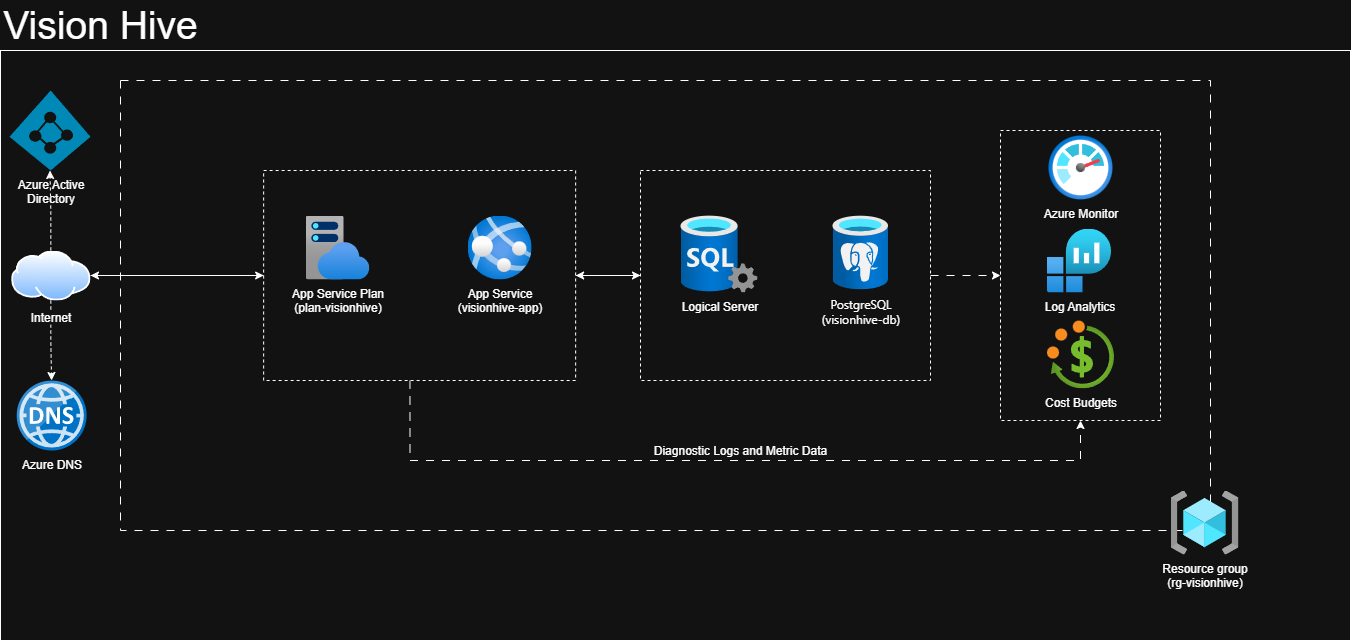 Vision Hive
Azure Active
Directory
Internet
DNS
Azure DNS
App Service Plan
(plan-visionhive)
App Service
(visionhive-app)
SQL
Logical Server
PostgreSQL
(visionhive-db)
Azure Monitor
Log Analytics
$
Cost Budgets
Diagnostic Logs and Metric Data
Resource group
(rg-visionhive)